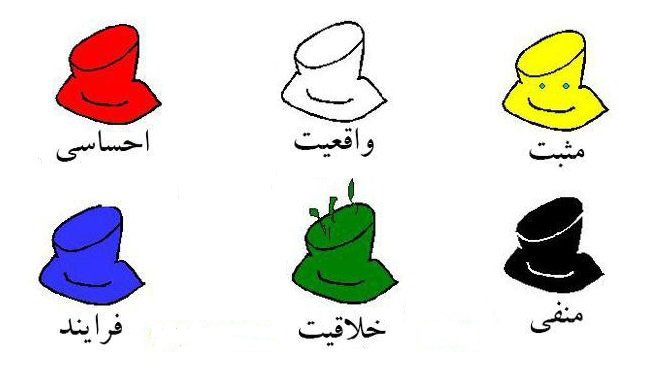 مثبت
واقعیت
احساسی
منفی
خلاقیت
فرایند